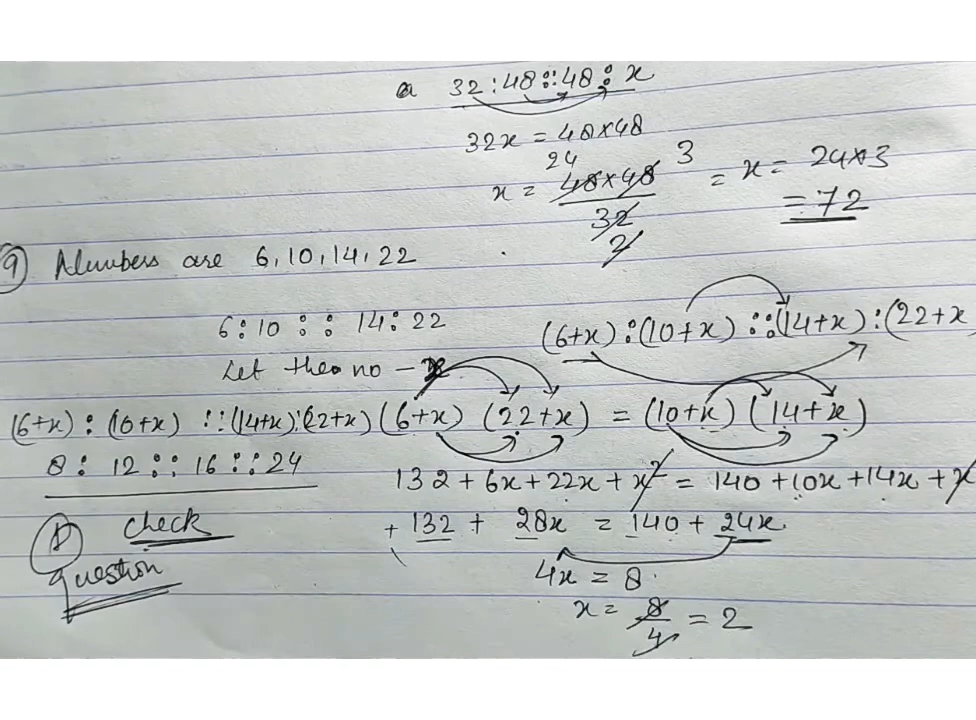 a 32 : 48 :: 48 : x
32x = 48×48
x = 48×48 / 32 = x = 24×3
24 3
2
= 72
9) Numbers are 6, 10, 14, 22
6 : 10 :: 14 : 22
(6+x) : (10+x) :: (14+x) : (22+x
Let the no - x
(6+x) : (10+x) :: (14+x) : (22+x) (6+x) (22+x) = (10+x) (14+x)
8 : 12 :: 16 :: 24
132 + 6x + 22x + x² = 140 + 10x + 14x + x
+ 132 + 28x = 140 + 24x
check
question
4x = 8
x = 8/4 = 2